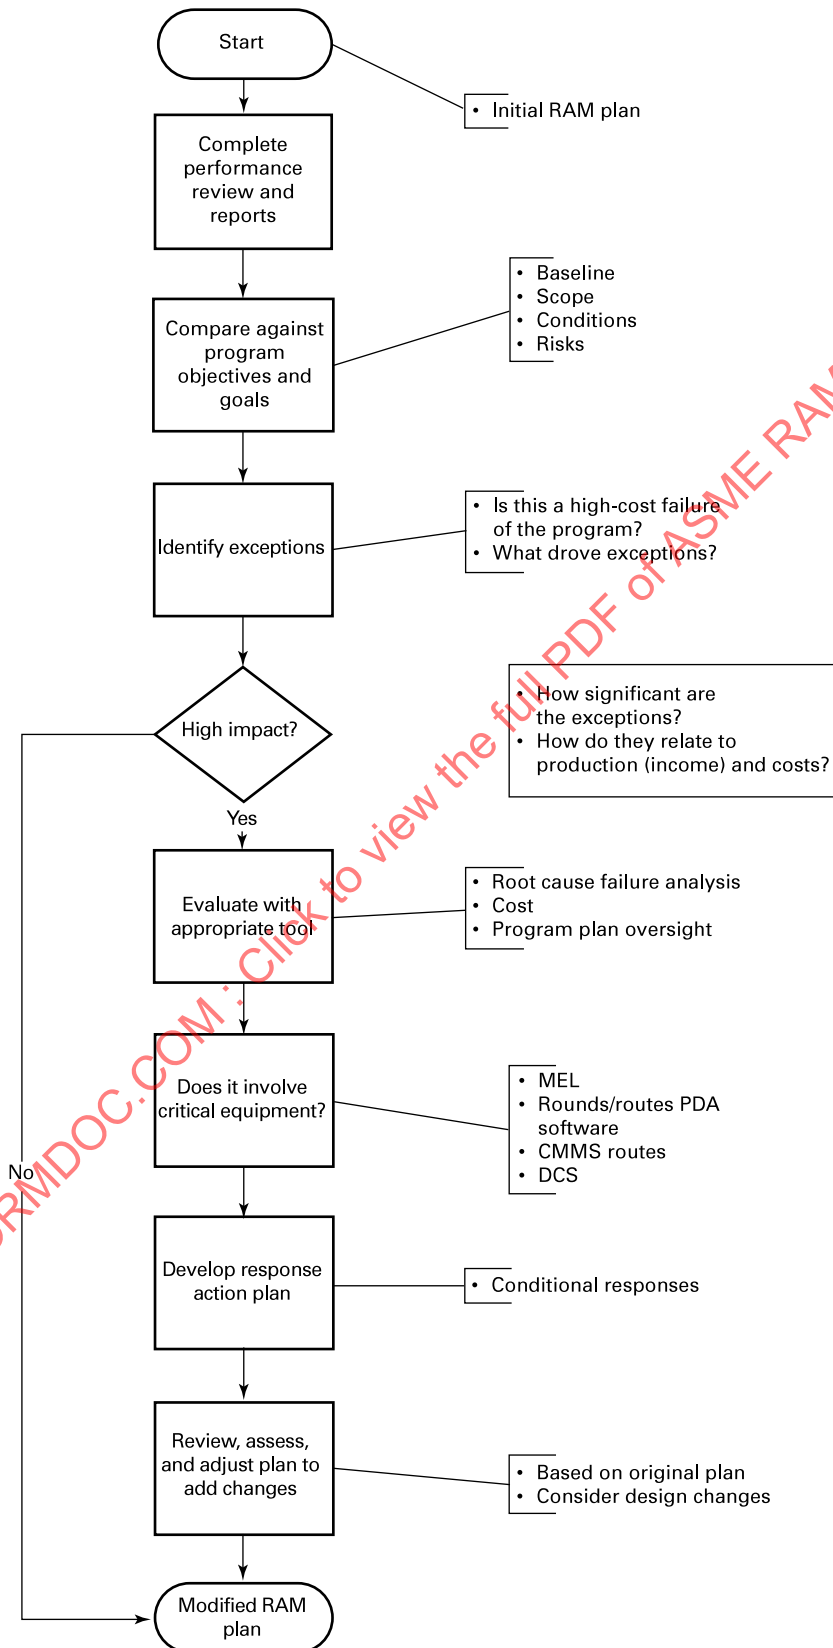 Start
• Initial RAM plan
Complete
performance
review and
reports
Compare against
program
objectives and
goals
• Baseline
• Scope
• Conditions
• Risks
Identify exceptions
• Is this a high-cost failure
of the program?
• What drove exceptions?
High impact?
• How significant are
the exceptions?
• How do they relate to
production (income) and costs?
Yes
Evaluate with
appropriate tool
• Root cause failure analysis
• Cost
• Program plan oversight
Does it involve
critical equipment?
• MEL
• Rounds/routes PDA
software
• CMMS routes
• DCS
No
Develop response
action plan
• Conditional responses
Review, assess,
and adjust plan to
add changes
• Based on original plan
• Consider design changes
Modified RAM
plan
ORMDOC.COM : Click to view the full PDF of ASME RAM